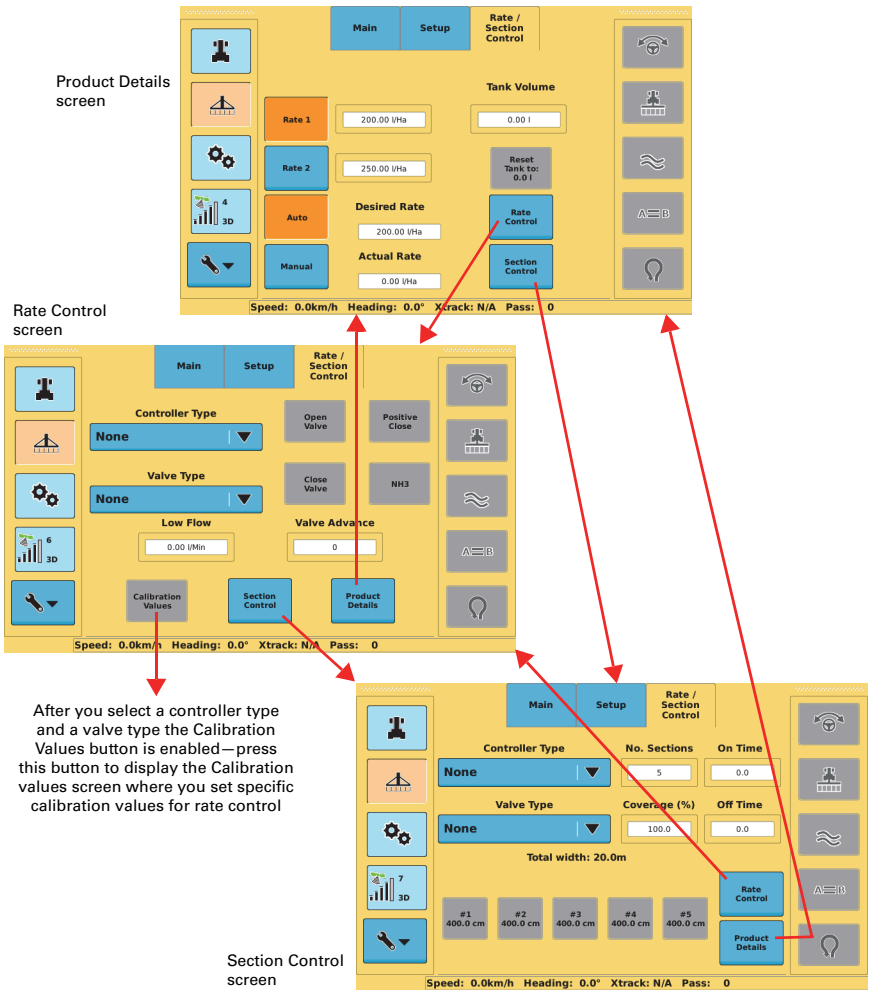 Product Details
screen
Main
Setup
Rate /
Section
Control
4
3D
Tank Volume
Rate 1
200.00 l/Ha
0.00 l
Rate 2
250.00 l/Ha
Reset
Tank to:
0.0 l
Auto
Desired Rate
200.00 l/Ha
Rate
Control
Manual
Actual Rate
0.00 l/Ha
Section
Control
A B
Speed: 0.0km/h Heading: 0.0° Xtrack: N/A Pass: 0
Rate Control
screen
Main
Setup
Rate /
Section
Control
6
3D
Controller Type
None
Open
Valve
Positive
Close
Valve Type
None
Close
Valve
NH3
Low Flow
0.00 l/Min
Valve Advance
0
Calibration
Values
Section
Control
Product
Details
A B
Speed: 0.0km/h Heading: 0.0° Xtrack: N/A Pass: 0
After you select a controller type
and a valve type the Calibration
Values button is enabled—press
this button to display the Calibration
values screen where you set specific
calibration values for rate control
Section Control
screen
Main
Setup
Rate /
Section
Control
7
3D
Controller Type
None
No. Sections
5
On Time
0.0
Valve Type
None
Coverage (%)
100.0
Off Time
0.0
Total width: 20.0m
#1
400.0 cm
#2
400.0 cm
#3
400.0 cm
#4
400.0 cm
#5
400.0 cm
Rate
Control
Product
Details
A B
Speed: 0.0km/h Heading: 0.0° Xtrack: N/A Pass: 0